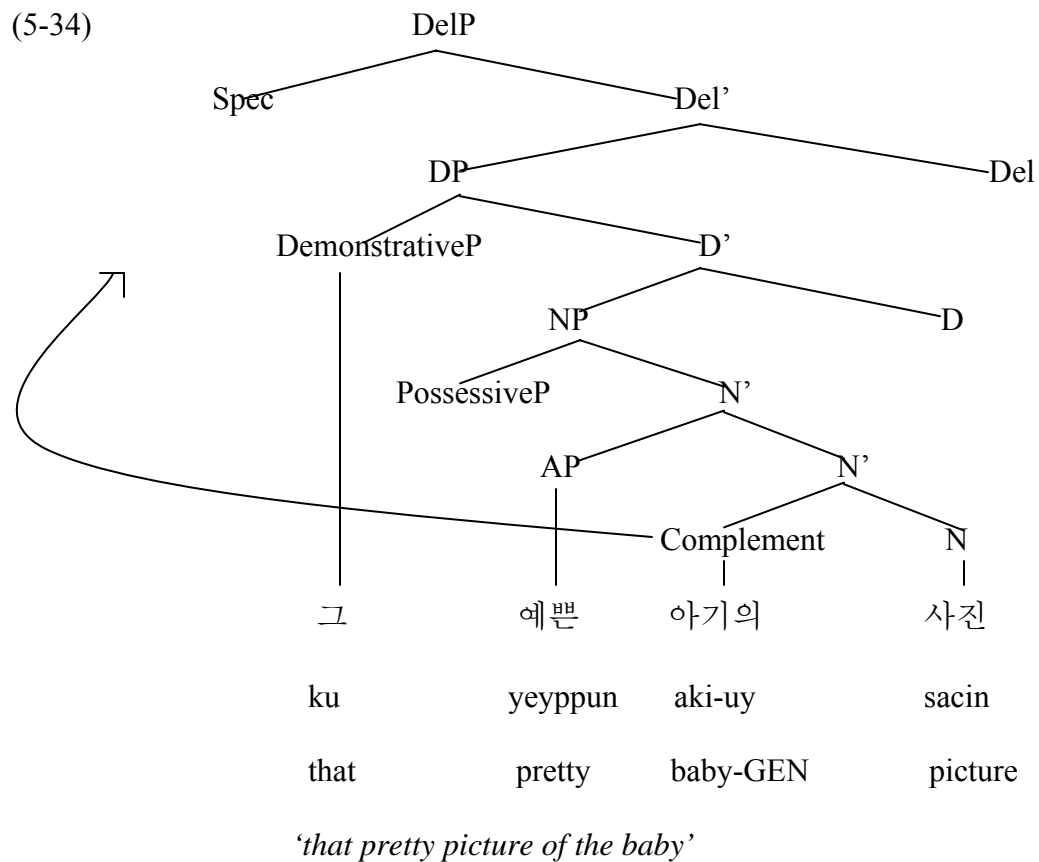 (5-34) DelP
Spec Del’
DP Del
DemonstrativeP D’
NP D
PossessiveP N’
AP N’
Complement N
그 예쁜 아기의 사진
ku yeyppun aki-uy sacin
that pretty baby-GEN picture
‘that pretty picture of the baby’